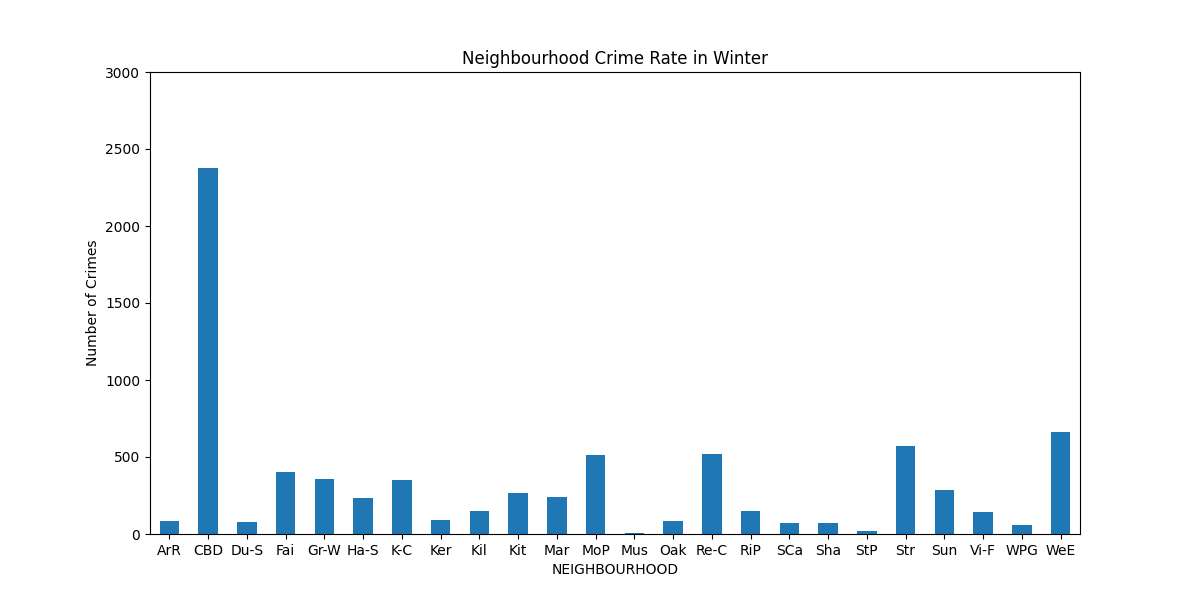 Neighbourhood Crime Rate in Winter
3000
2500
2000
1500
1000
500
0
Number of Crimes
ArR CBD Du-S Fai Gr-W Ha-S K-C Ker Kil Kit Mar MoP Mus Oak Re-C RiP SCa Sha StP Str Sun Vi-F WPG WeE
NEIGHBOURHOOD